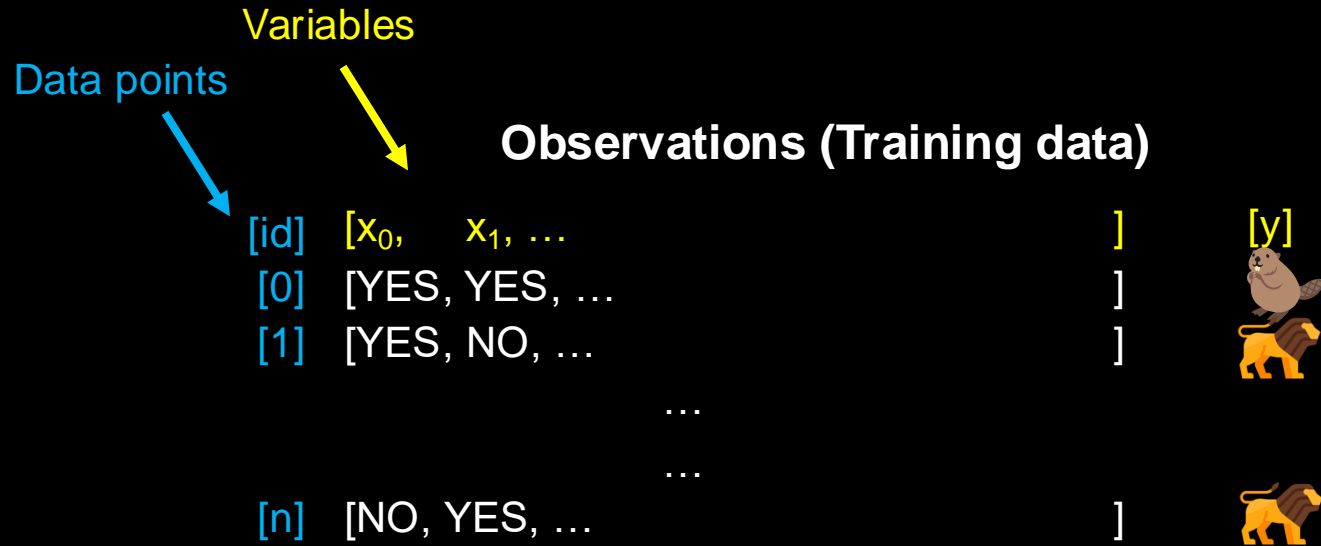 Variables
Data points
Observations (Training data)
[id] [x₀, x₁, … ] [y]
[0] [YES, YES, … ]
[1] [YES, NO, … ]
…
…
[n] [NO, YES, … ]